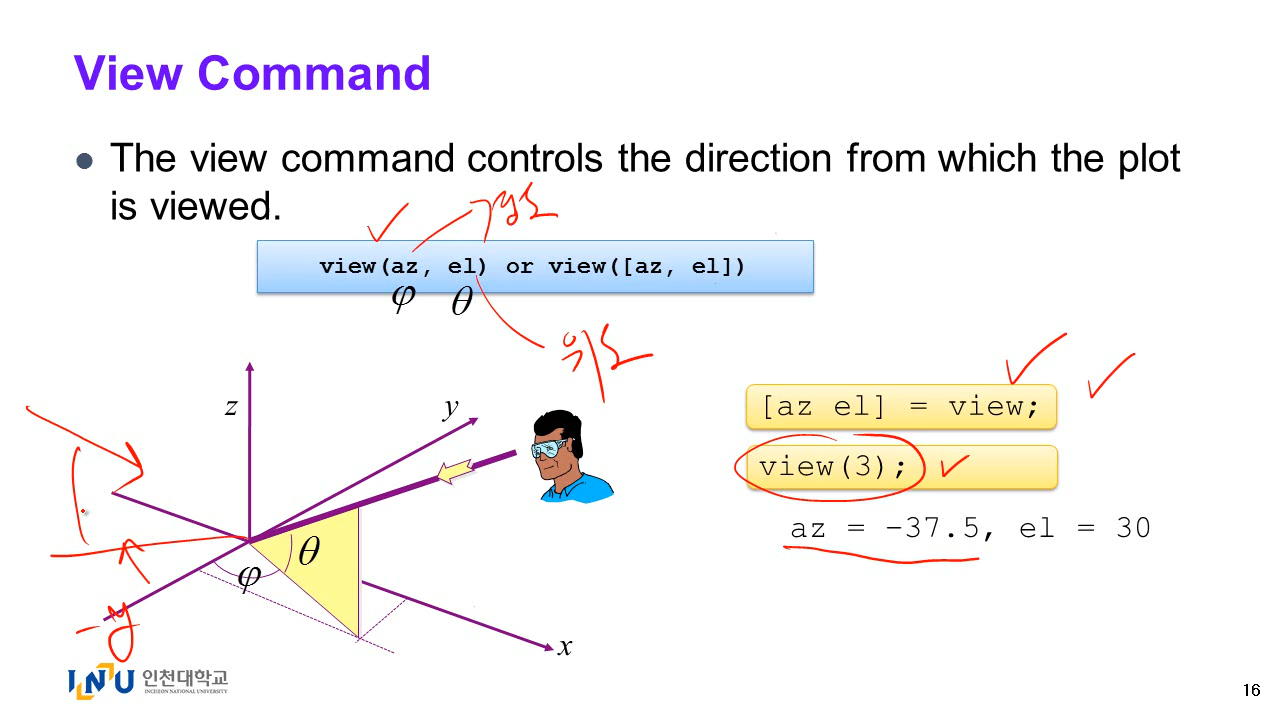 View Command
● The view command controls the direction from which the plot
is viewed.
경도
view(az, el) or view([az, el])
φ θ
위도
z
y
[az el] = view;
view(3);
az = -37.5, el = 30
θ
φ
-y
x
INU 인천대학교
INCHEON NATIONAL UNIVERSITY
16